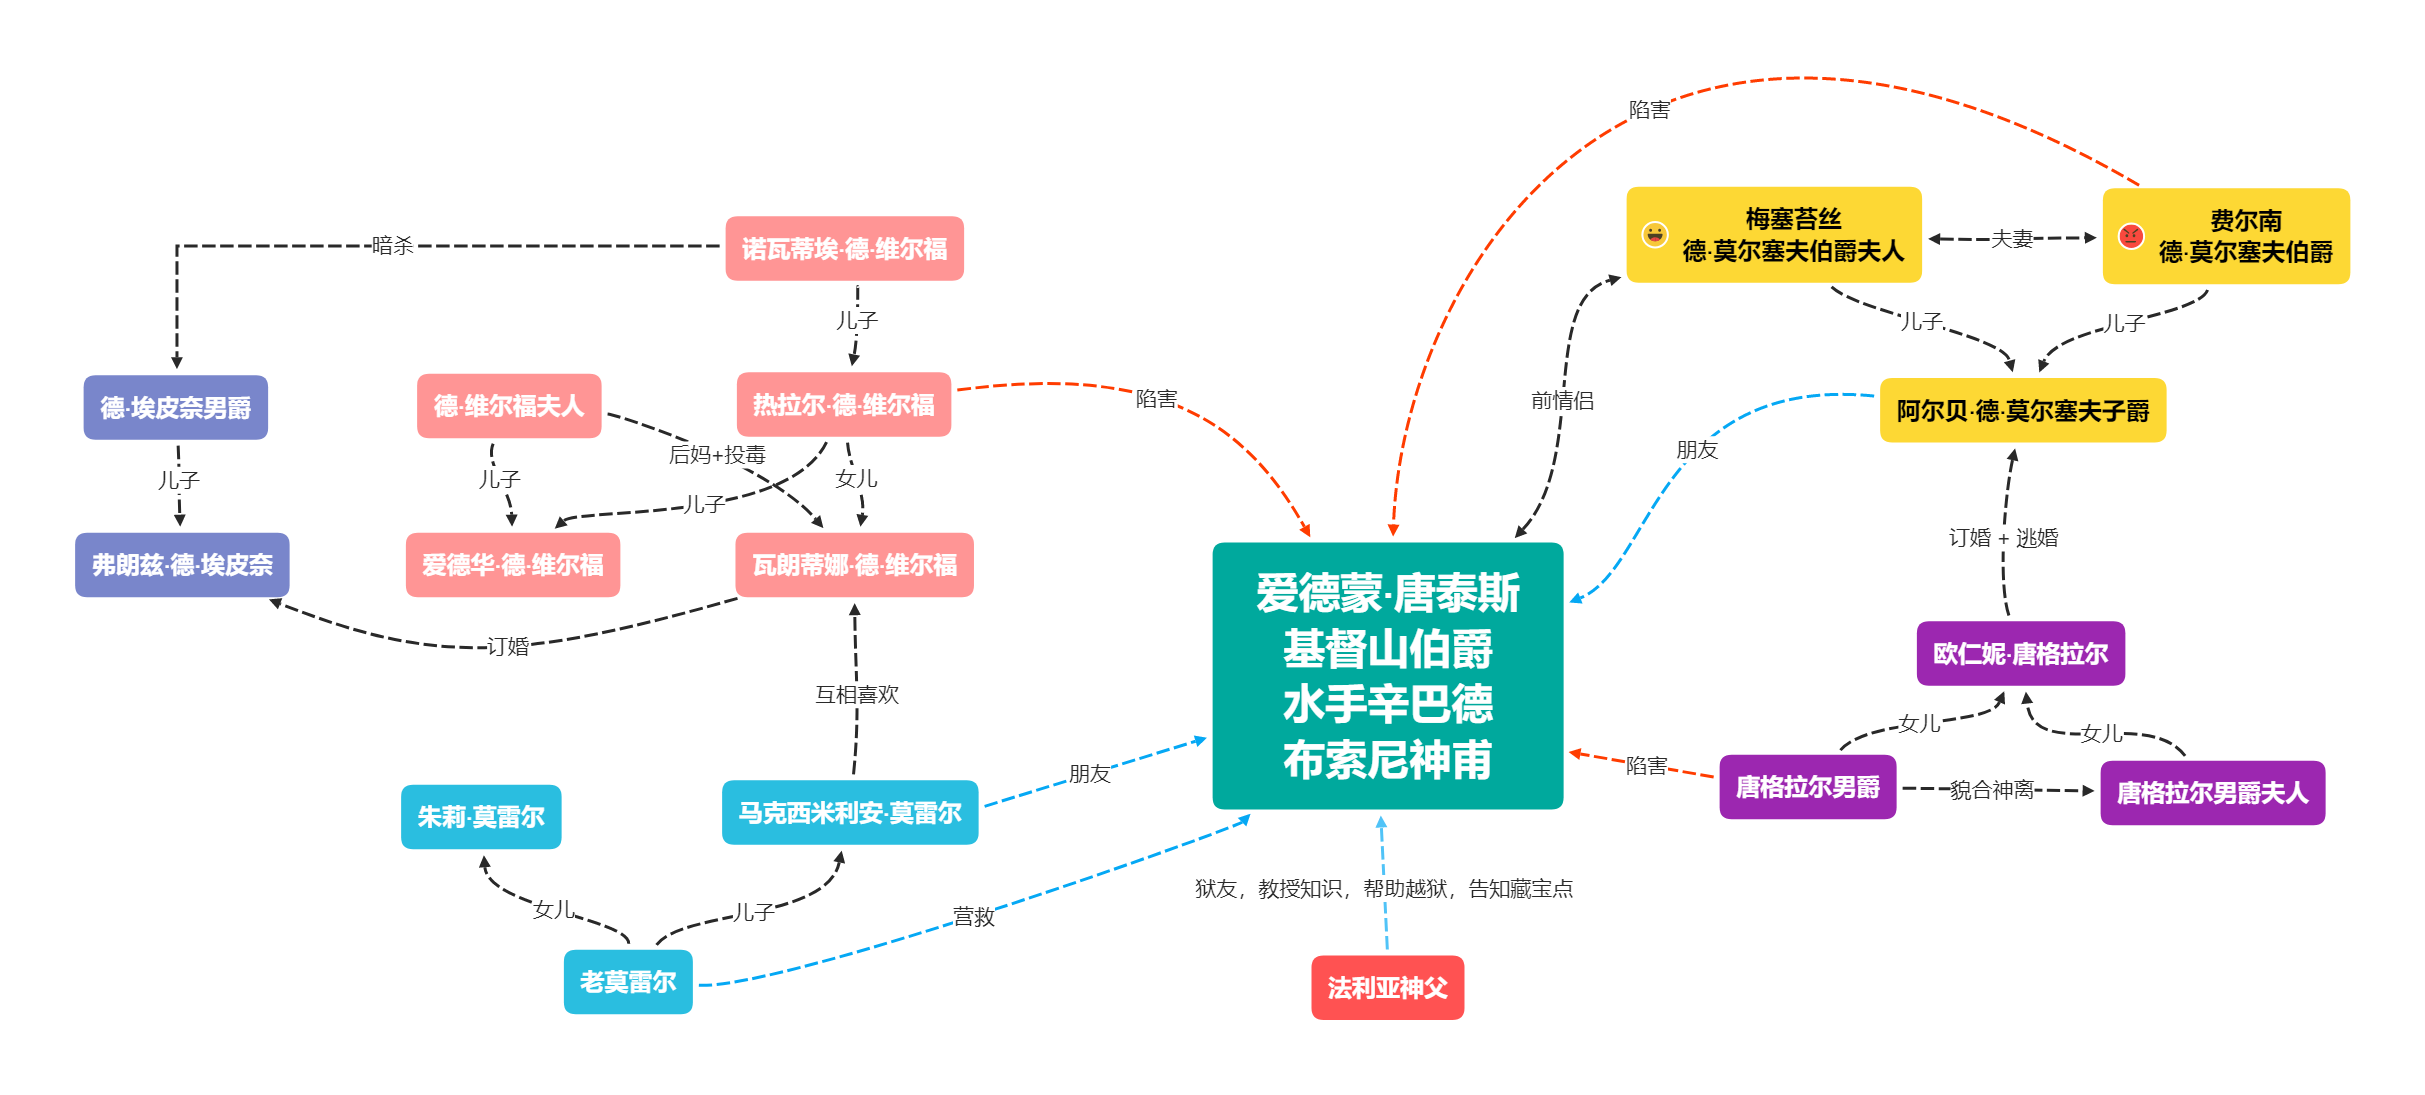 陷害
梅塞苔丝
德·莫尔塞夫伯爵夫人
夫妻
费尔南
德·莫尔塞夫伯爵
暗杀
诺瓦蒂埃·德·维尔福
儿子
儿子
儿子
德·埃皮奈男爵
德·维尔福夫人
热拉尔·德·维尔福
陷害
前情侣
阿尔贝·德·莫尔塞夫子爵
朋友
后妈+投毒
儿子
儿子
女儿
儿子
订婚 + 逃婚
弗朗兹·德·埃皮奈
爱德华·德·维尔福
瓦朗蒂娜·德·维尔福
爱德蒙·唐泰斯
基督山伯爵
水手辛巴德
布索尼神甫
订婚
欧仁妮·唐格拉尔
互相喜欢
女儿
女儿
朋友
陷害
唐格拉尔男爵
貌合神离
唐格拉尔男爵夫人
朱莉·莫雷尔
马克西米利安·莫雷尔
狱友，教授知识，帮助越狱，告知藏宝点
女儿
儿子
营救
老莫雷尔
法利亚神父